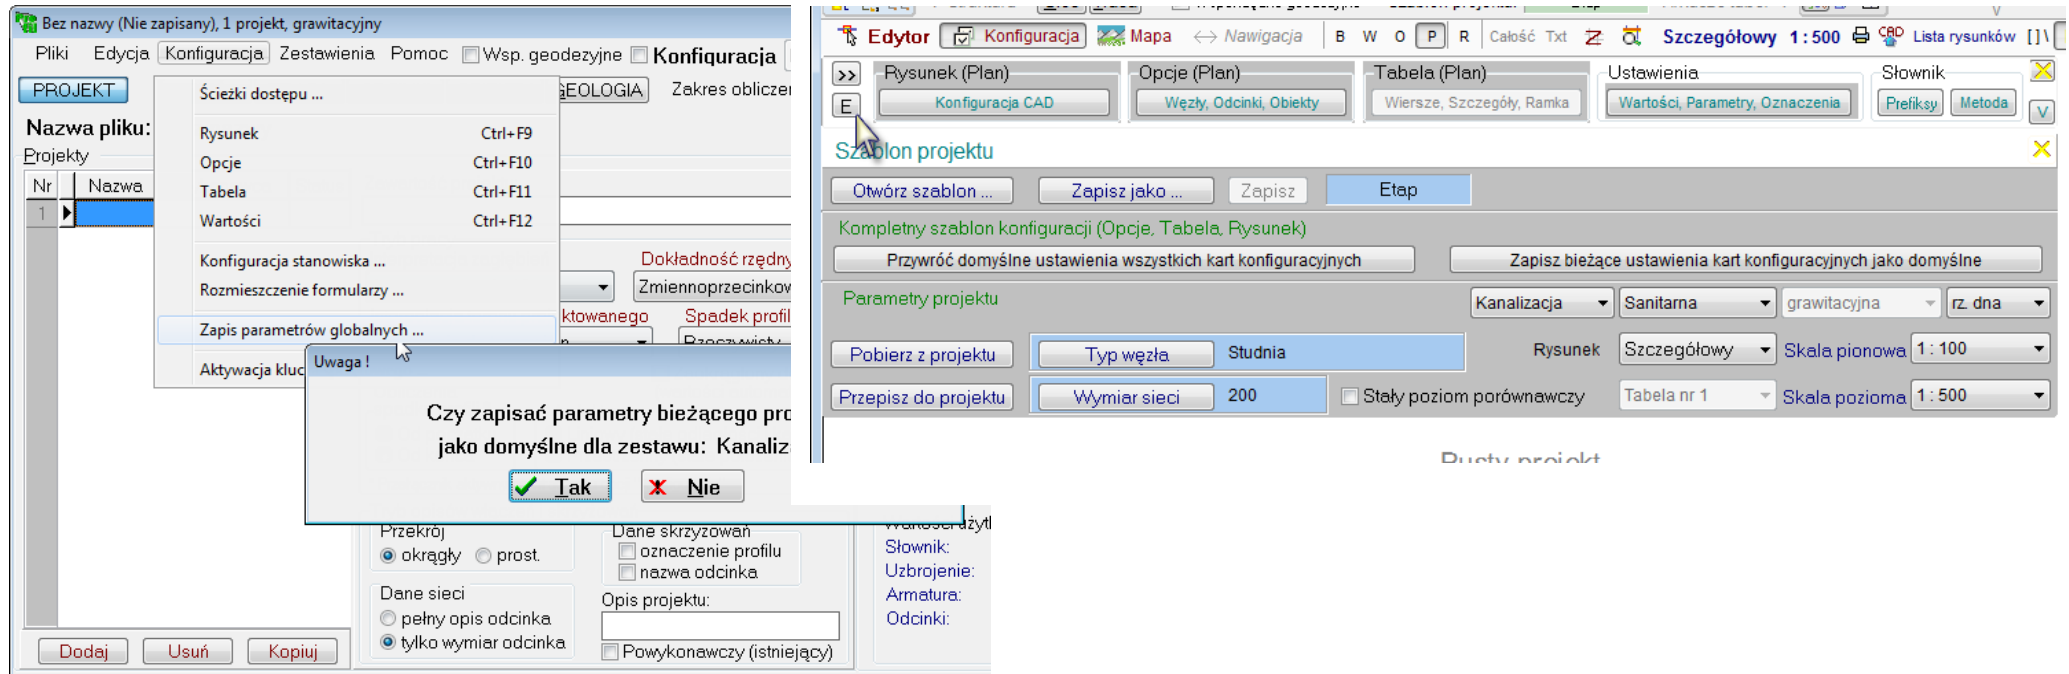 Bez nazwy (Nie zapisany), 1 projekt, grawitacyjny
Pliki Edycja Konfiguracja Zestawienia Pomoc Wsp. geodezyjne Konfiguracja
PROJEKT GEOLOGIA Zakres obliczeń
Nazwa pliku:
Projekty
Nr Nazwa
1
Ścieżki dostępu ...
Rysunek Ctrl+F9
Opcje Ctrl+F10
Tabela Ctrl+F11
Wartości Ctrl+F12
Konfiguracja stanowiska ...
Rozmieszczenie formularzy ...
Zapis parametrów globalnych ...
Aktywacja kluc
Dokładność rzędny
Zmiennoprzecinkow
ktowanego Spadek profil
Rzeczywisty
Uwaga !
Czy zapisać parametry bieżącego pro
jako domyślne dla zestawu: Kanaliz
Tak Nie
Przekrój
okrągły prost.
Dane sieci
pełny opis odcinka
tylko wymiar odcinka
Dane skrzyżowań
oznaczenie profilu
nazwa odcinka
Opis projektu:
Powykonawczy (istniejący)
Słownik:
Uzbrojenie:
Armatura:
Odcinki:
Dodaj Usuń Kopiuj
Edytor Konfiguracja Mapa Nawigacja B W O P R Całość Txt Szczegółowy 1 : 500 CAD Lista rysunków
>> Rysunek (Plan) Opcje (Plan) Tabela (Plan) Ustawienia Słownik
E Konfiguracja CAD Węzły, Odcinki, Obiekty Wiersze, Szczegóły, Ramka Wartości, Parametry, Oznaczenia Prefiksy Metoda V
Szablon projektu
Otwórz szablon ... Zapisz jako ... Zapisz Etap
Kompletny szablon konfiguracji (Opcje, Tabela, Rysunek)
Przywróć domyślne ustawienia wszystkich kart konfiguracyjnych Zapisz bieżące ustawienia kart konfiguracyjnych jako domyślne
Parametry projektu Kanalizacja Sanitarna grawitacyjna rz. dna
Pobierz z projektu Typ węzła Studnia Rysunek Szczegółowy Skala pionowa 1 : 100
Przepisz do projektu Wymiar sieci 200 Stały poziom porównawczy Tabela nr 1 Skala pozioma 1 : 500
Pusty projekt